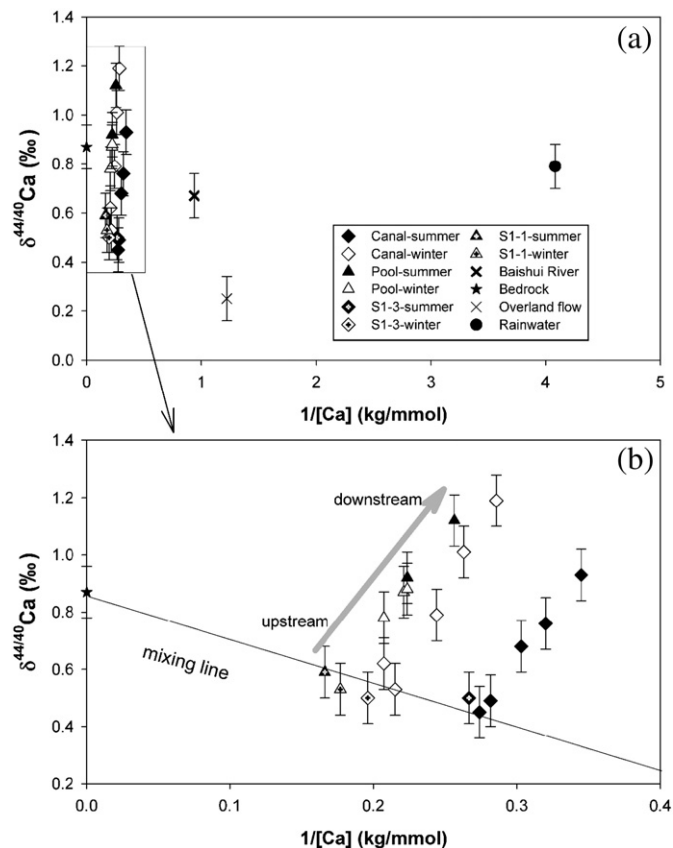 (a)
1.4
1.2
1.0
0.8
0.6
0.4
0.2
0.0
δ44/40Ca (‰)
Canal-summer
Canal-winter
Pool-summer
Pool-winter
S1-3-summer
S1-3-winter
S1-1-summer
S1-1-winter
Baishui River
Bedrock
Overland flow
Rainwater
0 1 2 3 4 5
1/[Ca] (kg/mmol)
(b)
1.4
1.2
1.0
0.8
0.6
0.4
0.2
δ44/40Ca (‰)
downstream
upstream
mixing line
0.0 0.1 0.2 0.3 0.4
1/[Ca] (kg/mmol)